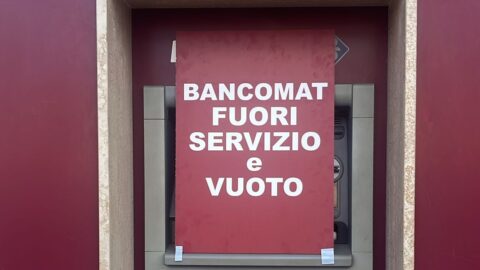 BANCOMAT
FUORI
SERVIZIO
e
VUOTO